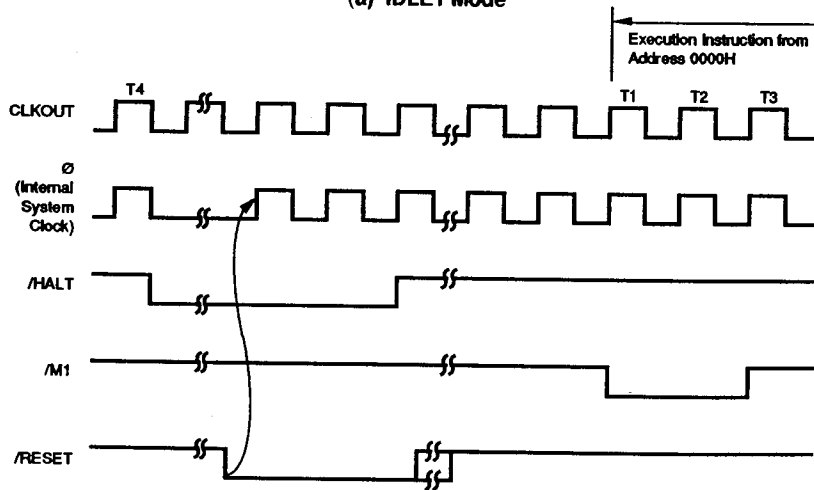 (a) IDLE1 Mode
Execution Instruction from
Address 0000H
T4
T1
T2
T3
CLKOUT
Ø
(Internal
System
Clock)
/HALT
/M1
/RESET